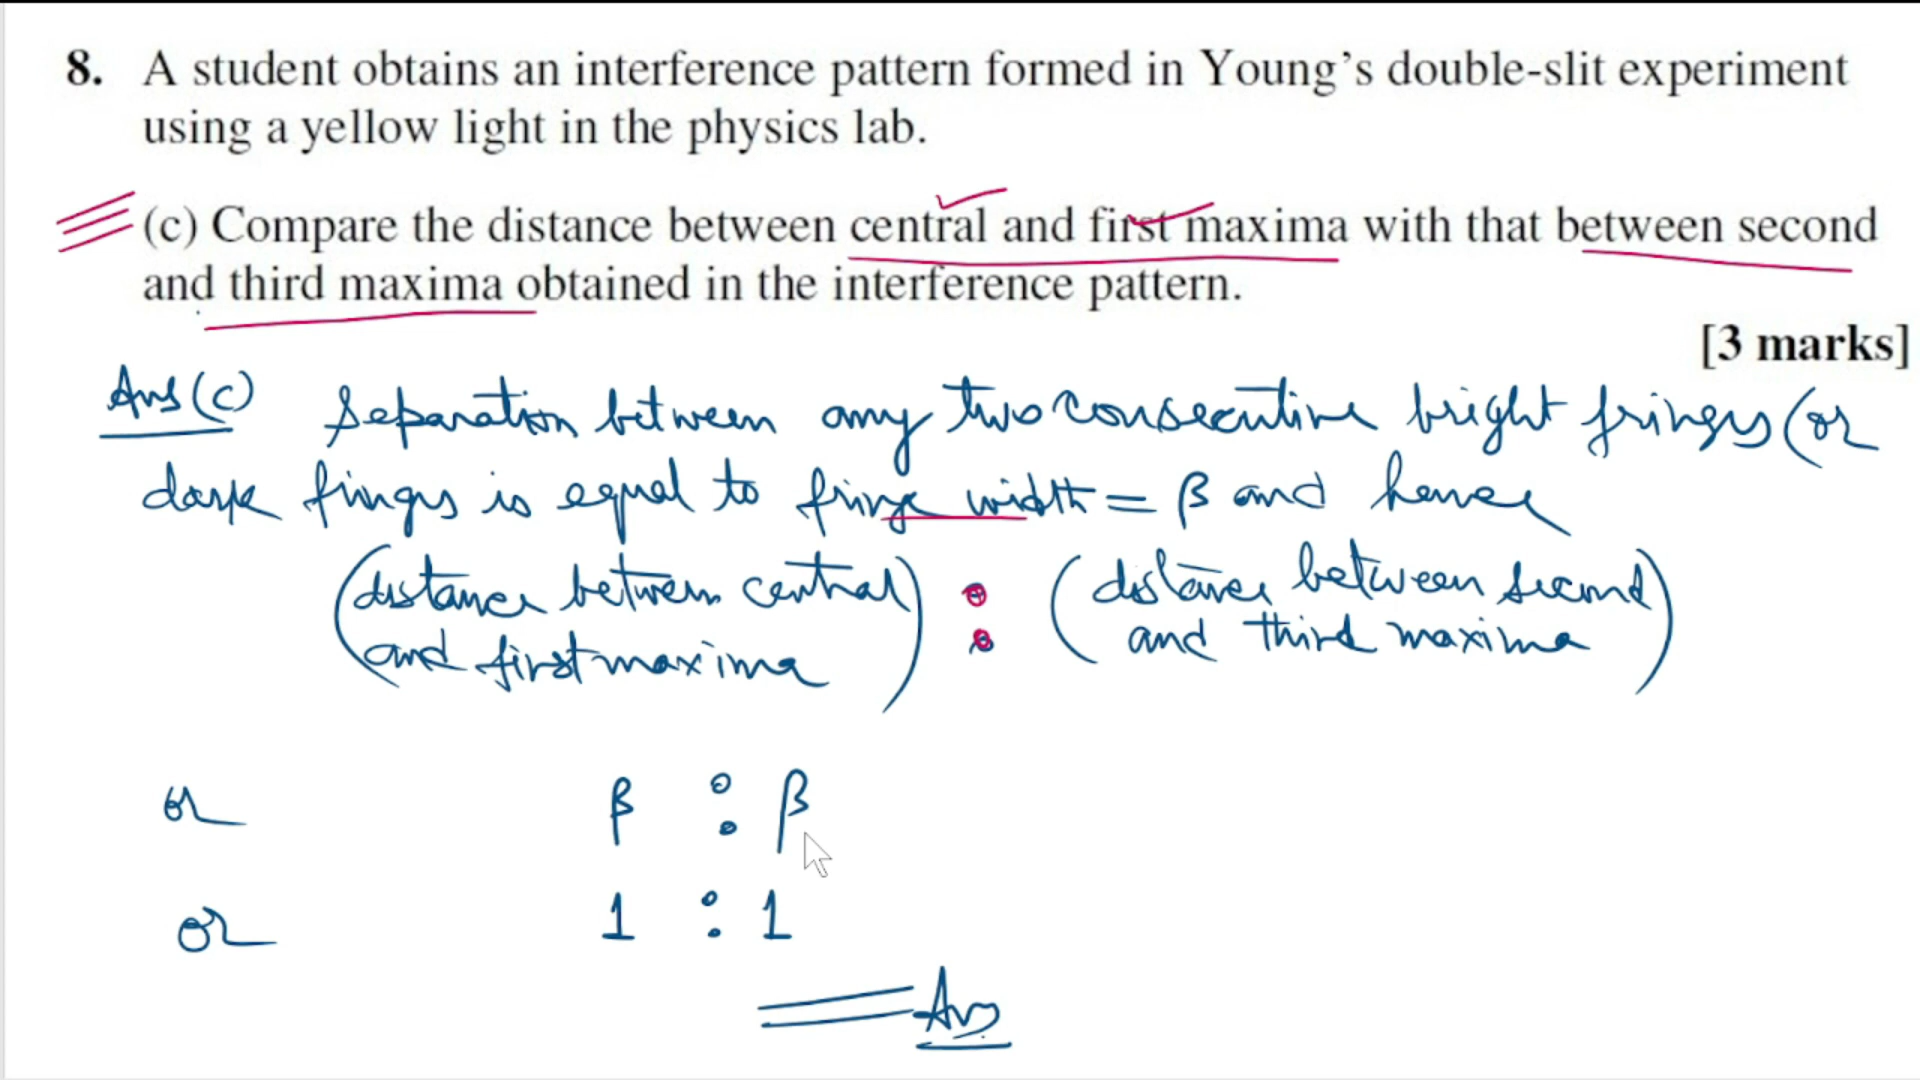 8. A student obtains an interference pattern formed in Young's double-slit experiment
using a yellow light in the physics lab.
(c) Compare the distance between central and first maxima with that between second
and third maxima obtained in the interference pattern.
[3 marks]
Ans (c) Separation between any two consecutive bright fringes (or
dark fringes is equal to fringe width = β and hence
(distance between central and first maxima) : (distance between second and third maxima)
or β : β
or 1 : 1
Ans